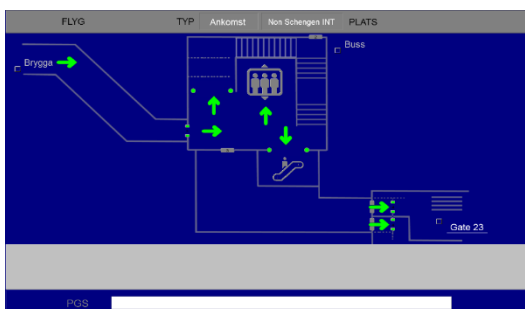 FLYG TYP Ankomst Non Schengen INT PLATS
Buss
Brygga
Gate 23
PGS